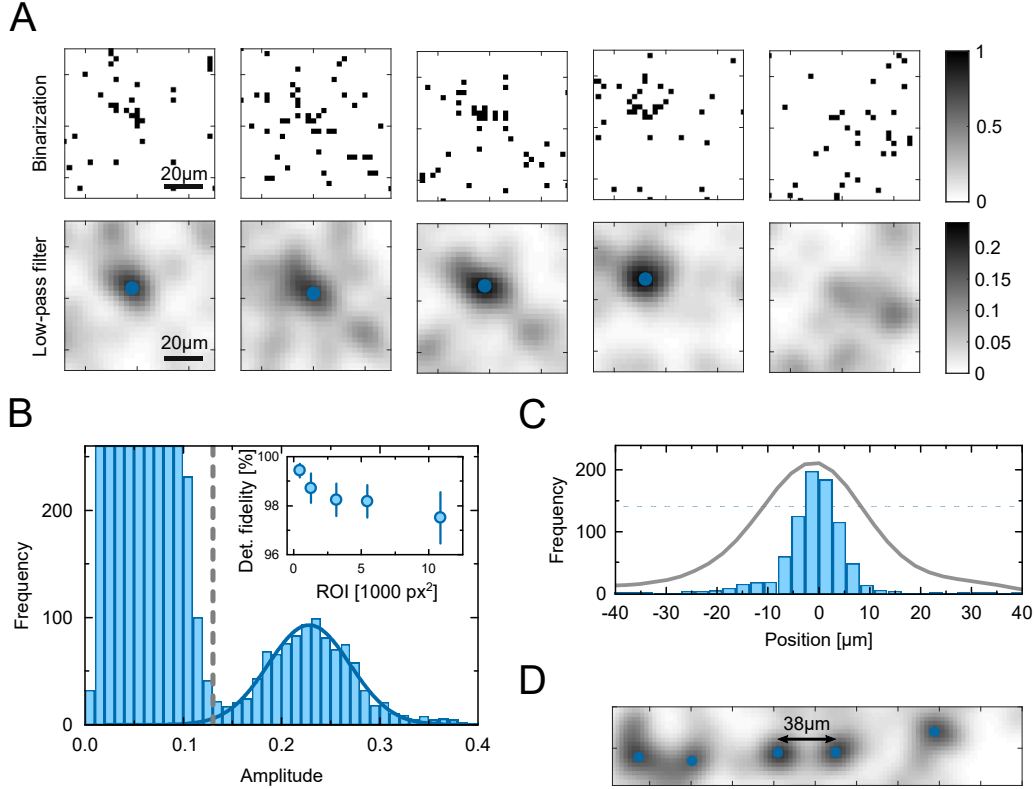 A
Binarization
20μm
1
0.5
0
Low-pass filter
20μm
0.2
0.15
0.1
0.05
0
B
Frequency
200
100
0
0.0
0.1
0.2
0.3
0.4
Amplitude
Det. fidelity [%]
100
98
96
0
5
10
ROI [1000 px²]
C
Frequency
200
100
0
-40
-30
-20
-10
0
10
20
30
40
Position [μm]
D
38μm